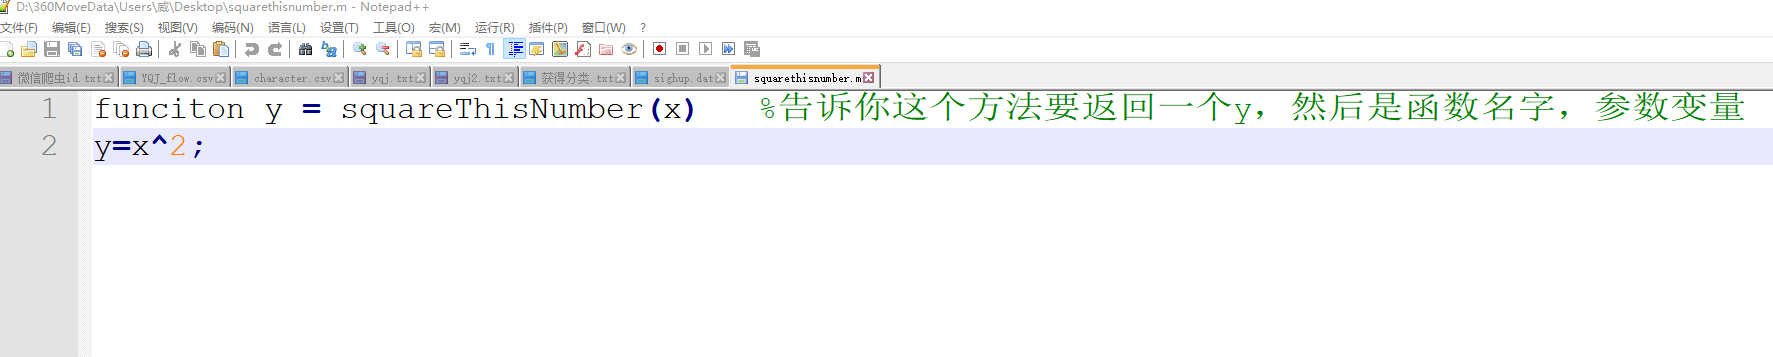 D:\360MoveData\Users\威\Desktop\squarethisnumber.m - Notepad++
文件(F) 编辑(E) 搜索(S) 视图(V) 编码(N) 语言(L) 设置(T) 工具(O) 宏(M) 运行(R) 插件(P) 窗口(W) ?
微信爬虫id.txt YQJ_flow.csv character.csv yqj.txt yqj2.txt 获得分类.txt sighup.dat squarethisnumber.m
1 funciton y = squareThisNumber(x) %告诉你这个方法要返回一个y，然后是函数名字，参数变量
2 y=x^2;